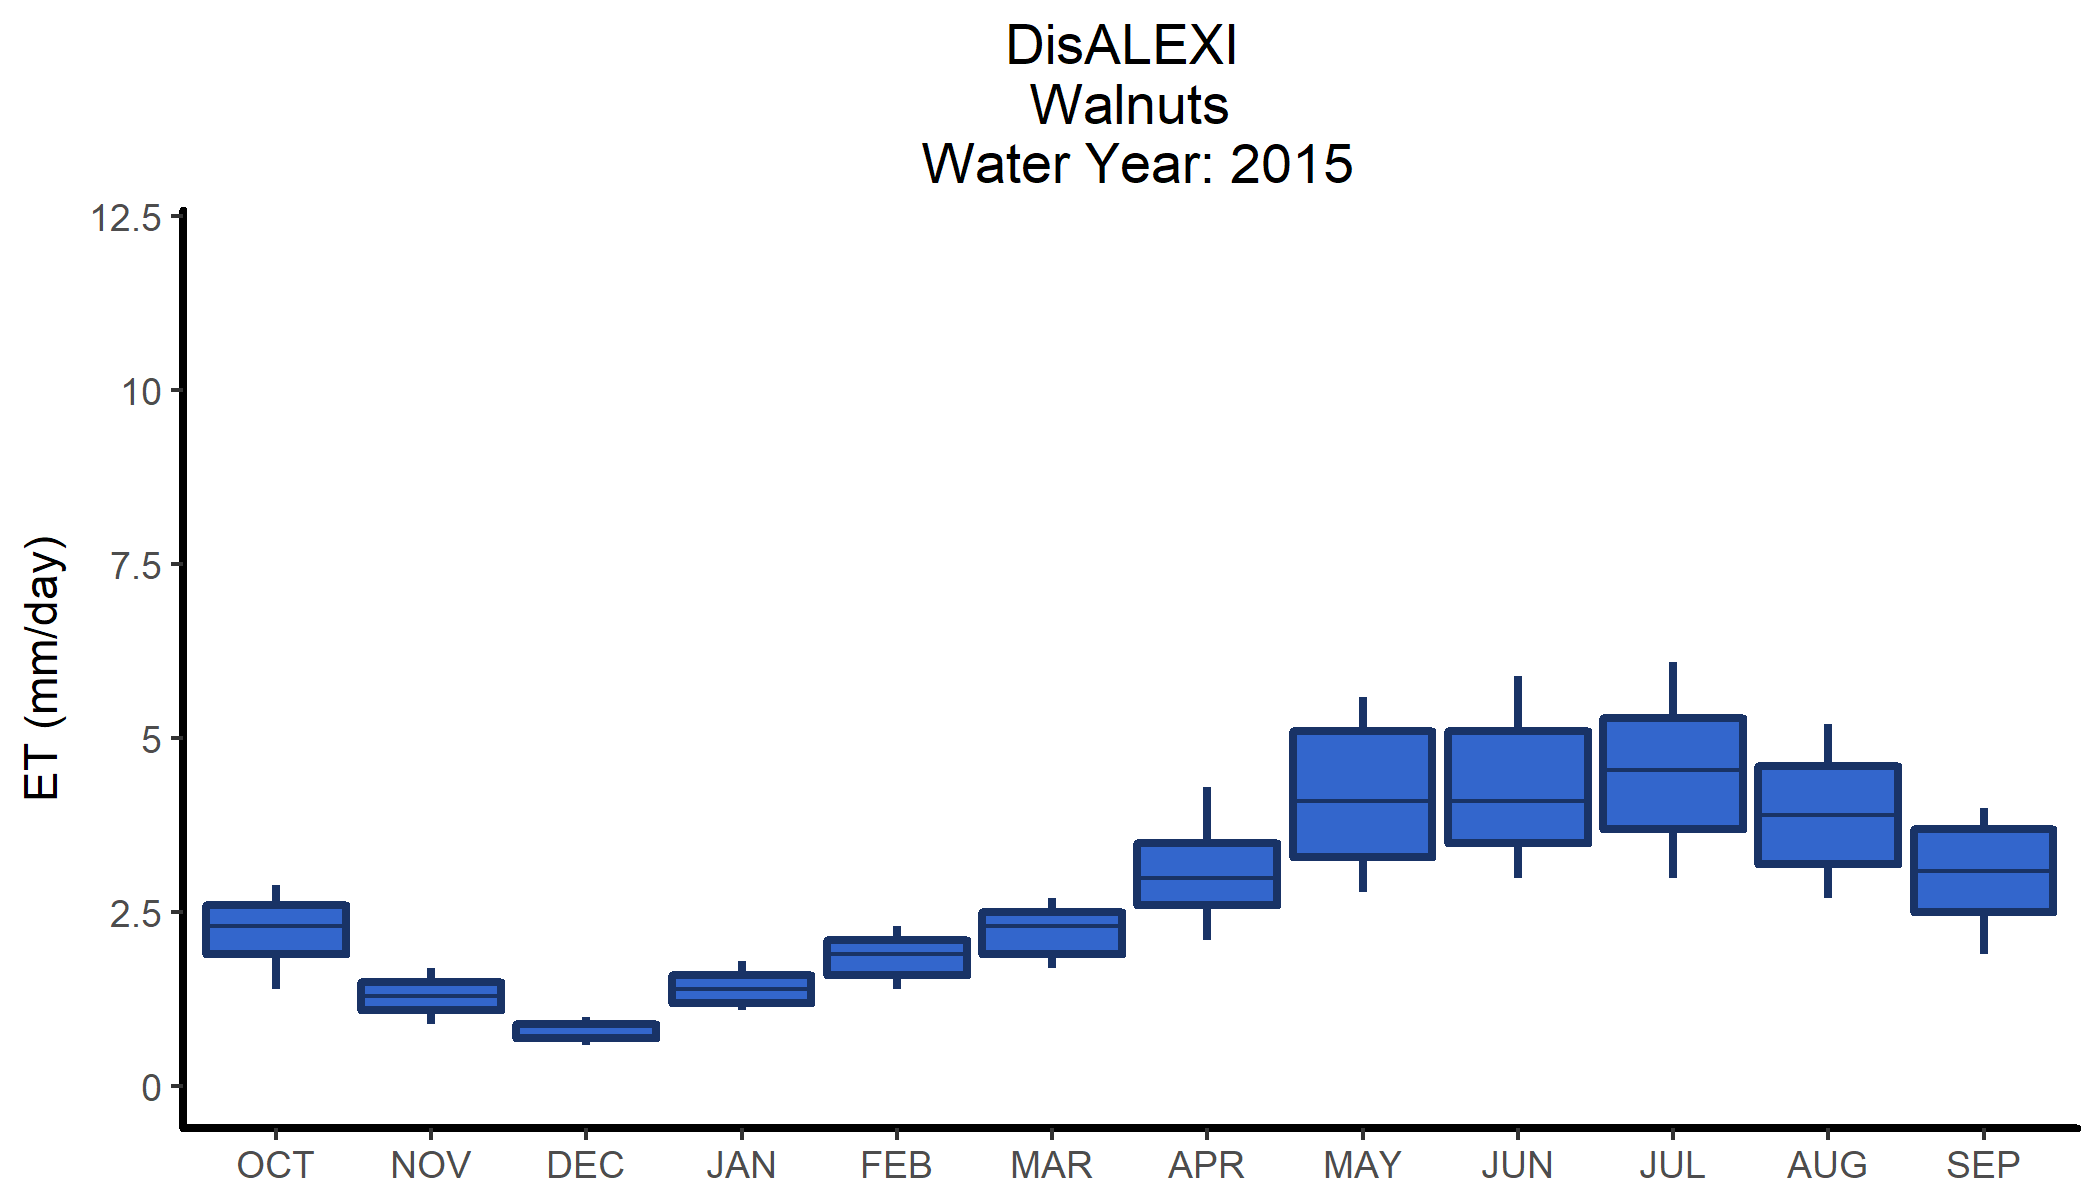 DisALEXI
Walnuts
Water Year: 2015
ET (mm/day)
12.5
10
7.5
5
2.5
0
OCT NOV DEC JAN FEB MAR APR MAY JUN JUL AUG SEP